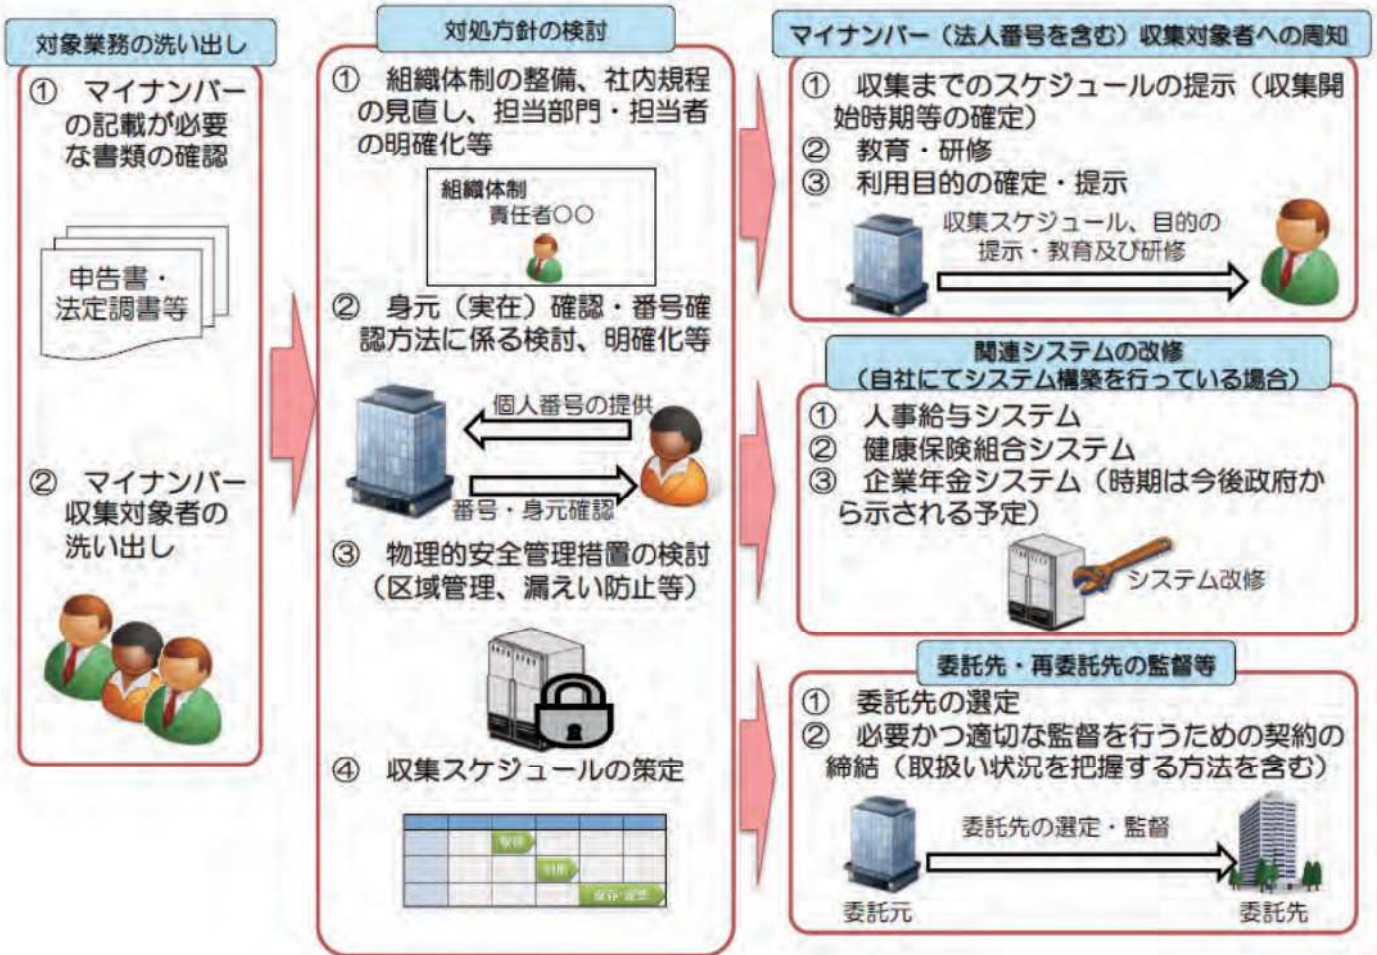 対象業務の洗い出し
① マイナンバー
の記載が必要
な書類の確認
申告書・
法定調書等
② マイナンバー
収集対象者の
洗い出し
対処方針の検討
① 組織体制の整備、社内規程
の見直し、担当部門・担当者
の明確化等
組織体制
責任者〇〇
② 身元（実在）確認・番号確
認方法に係る検討、明確化等
個人番号の提供
番号・身元確認
③ 物理的安全管理措置の検討
（区域管理、漏えい防止等）
④ 収集スケジュールの策定
マイナンバー（法人番号を含む）収集対象者への周知
① 収集までのスケジュールの提示（収集開
始時期等の確定）
② 教育・研修
③ 利用目的の確定・提示
収集スケジュール、目的の
提示・教育及び研修
関連システムの改修
（自社にてシステム構築を行っている場合）
① 人事給与システム
② 健康保険組合システム
③ 企業年金システム（時期は今後政府か
ら示される予定）
システム改修
委託先・再委託先の監督等
① 委託先の選定
② 必要かつ適切な監督を行うための契約の
締結（取扱い状況を把握する方法を含む）
委託先の選定・監督
委託元
委託先